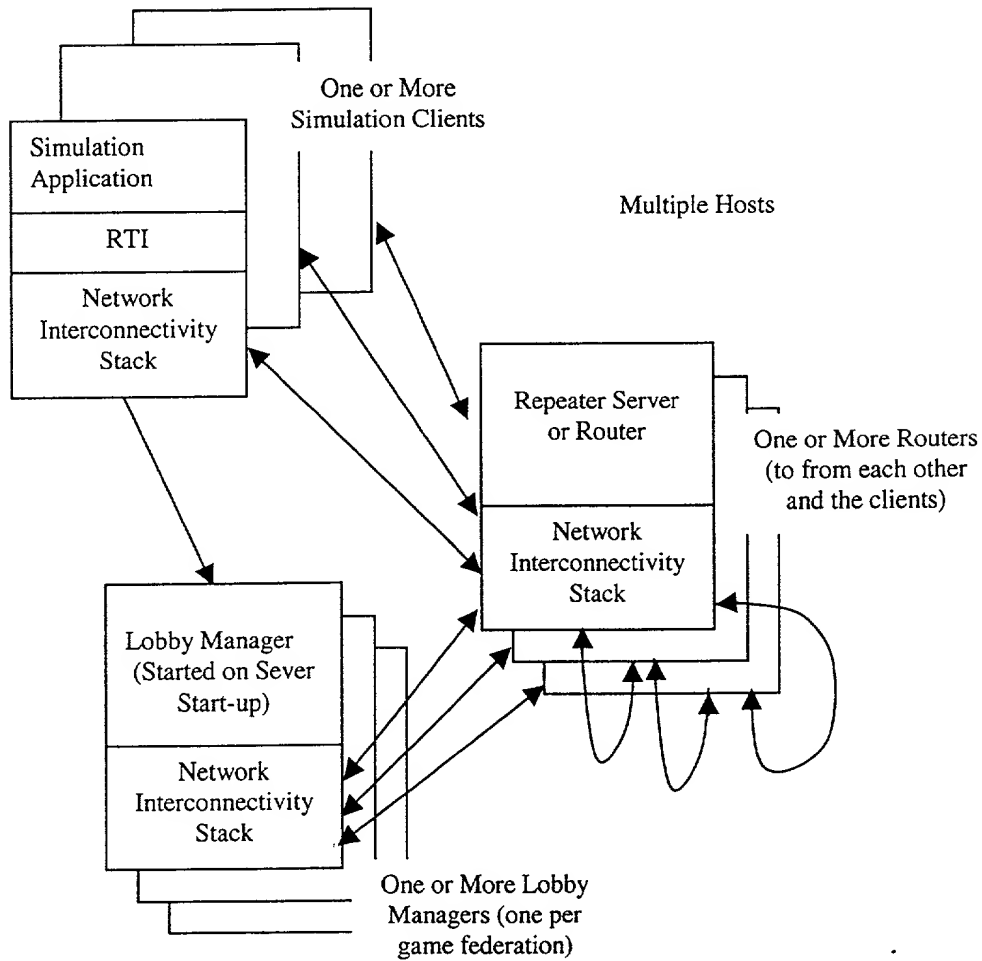 One or More
Simulation Clients
Simulation
Application
RTI
Network
Interconnectivity
Stack
Multiple Hosts
Repeater Server
or Router
Network
Interconnectivity
Stack
One or More Routers
(to from each other
and the clients)
Lobby Manager
(Started on Sever
Start-up)
Network
Interconnectivity
Stack
One or More Lobby
Managers (one per
game federation)